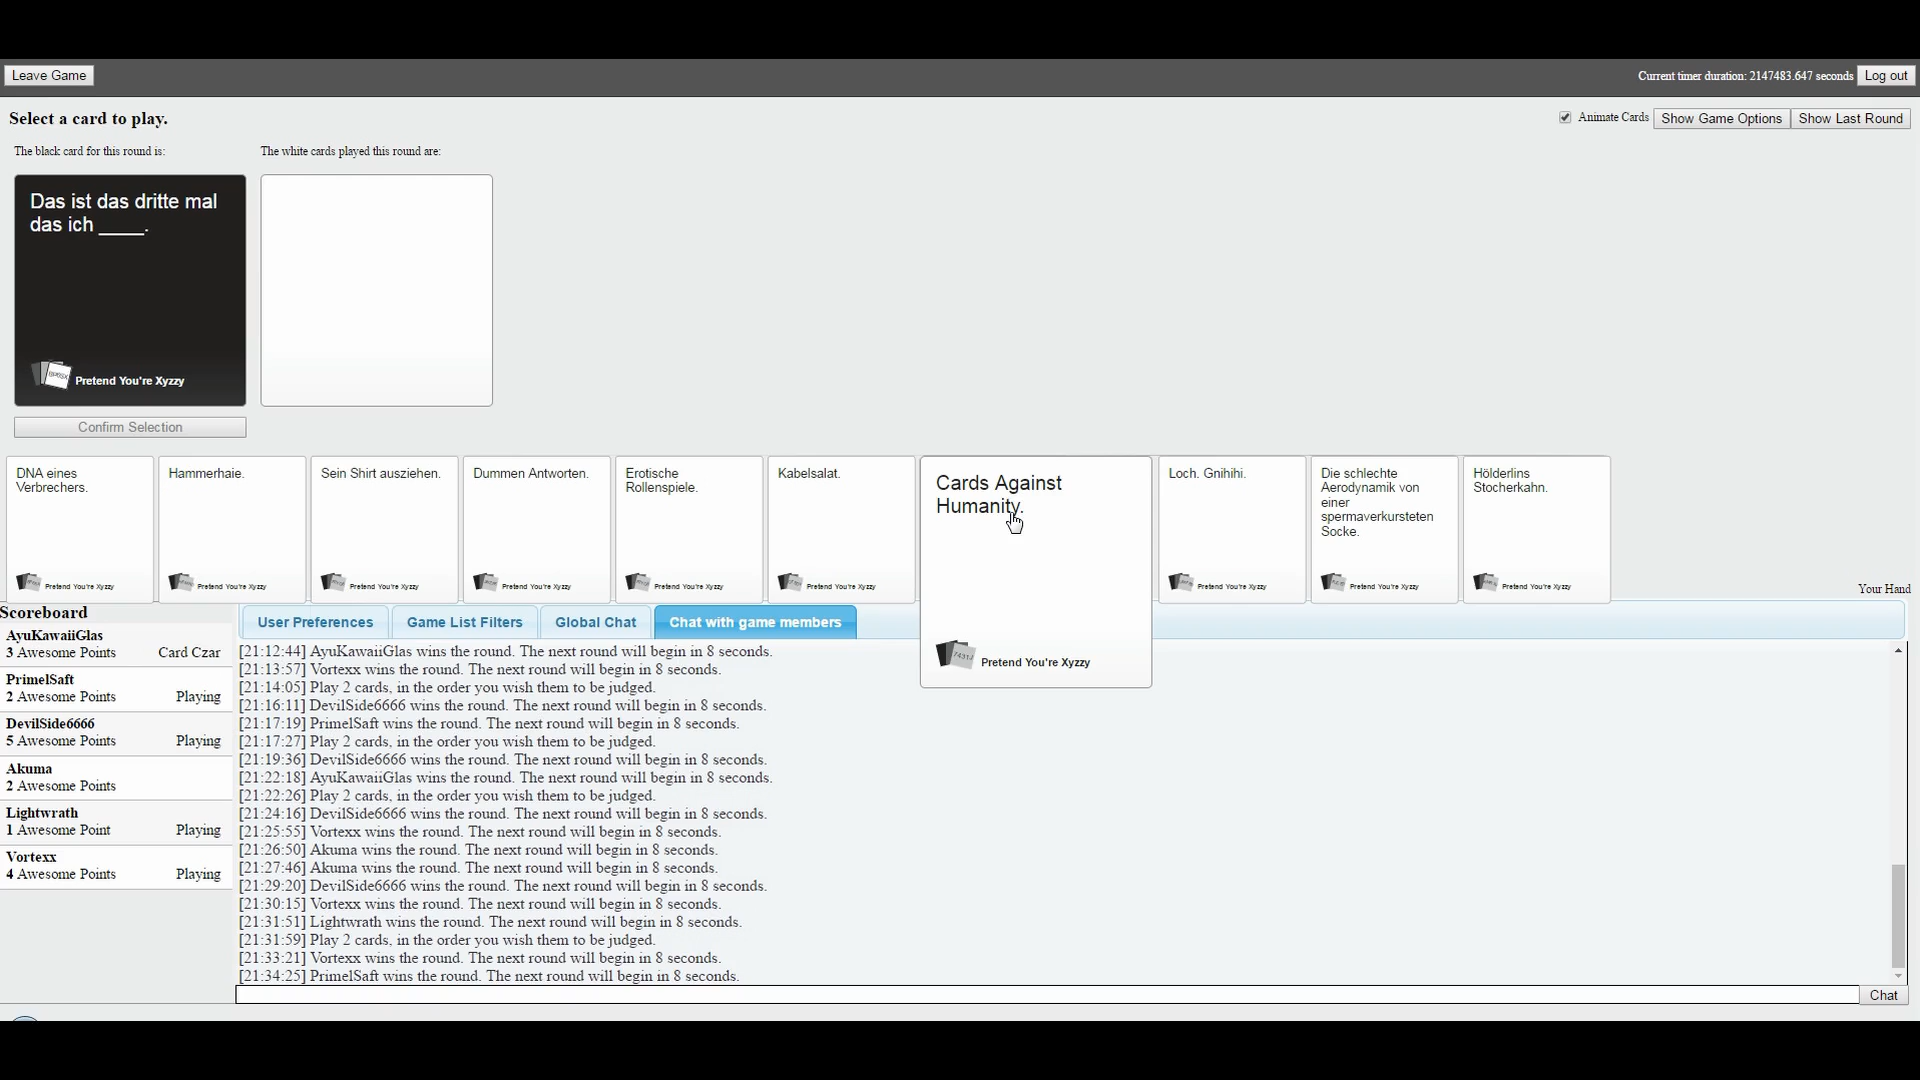 Leave Game
Current timer duration: 2147483.647 seconds
Log out
Select a card to play.
Animate Cards
Show Game Options
Show Last Round
The black card for this round is:
The white cards played this round are:
Das ist das dritte mal
das ich ____.
Pretend You're Xyzzy
Confirm Selection
DNA eines
Verbrechers.
Pretend You're Xyzzy
Hammerhaie.
Pretend You're Xyzzy
Sein Shirt ausziehen.
Pretend You're Xyzzy
Dummen Antworten.
Pretend You're Xyzzy
Erotische
Rollenspiele.
Pretend You're Xyzzy
Kabelsalat.
Pretend You're Xyzzy
Cards Against
Humanity.
Pretend You're Xyzzy
Loch. Gnihihi.
Pretend You're Xyzzy
Die schlechte
Aerodynamik von
einer
spermaverkursteten
Socke.
Pretend You're Xyzzy
Hölderlins
Stocherkahn.
Pretend You're Xyzzy
Your Hand
Scoreboard
AyuKawaiiGlas
3 Awesome Points Card Czar
PrimelSaft
2 Awesome Points Playing
DevilSide6666
5 Awesome Points Playing
Akuma
2 Awesome Points
Lightwrath
1 Awesome Point Playing
Vortexx
4 Awesome Points Playing
User Preferences
Game List Filters
Global Chat
Chat with game members
[21:12:44] AyuKawaiiGlas wins the round. The next round will begin in 8 seconds.
[21:13:57] Vortexx wins the round. The next round will begin in 8 seconds.
[21:14:05] Play 2 cards, in the order you wish them to be judged.
[21:16:11] DevilSide6666 wins the round. The next round will begin in 8 seconds.
[21:17:19] PrimelSaft wins the round. The next round will begin in 8 seconds.
[21:17:27] Play 2 cards, in the order you wish them to be judged.
[21:19:36] DevilSide6666 wins the round. The next round will begin in 8 seconds.
[21:22:18] AyuKawaiiGlas wins the round. The next round will begin in 8 seconds.
[21:22:26] Play 2 cards, in the order you wish them to be judged.
[21:24:16] DevilSide6666 wins the round. The next round will begin in 8 seconds.
[21:25:55] Vortexx wins the round. The next round will begin in 8 seconds.
[21:26:50] Akuma wins the round. The next round will begin in 8 seconds.
[21:27:46] Akuma wins the round. The next round will begin in 8 seconds.
[21:29:20] DevilSide6666 wins the round. The next round will begin in 8 seconds.
[21:30:15] Vortexx wins the round. The next round will begin in 8 seconds.
[21:31:51] Lightwrath wins the round. The next round will begin in 8 seconds.
[21:31:59] Play 2 cards, in the order you wish them to be judged.
[21:33:21] Vortexx wins the round. The next round will begin in 8 seconds.
[21:34:25] PrimelSaft wins the round. The next round will begin in 8 seconds.
Chat